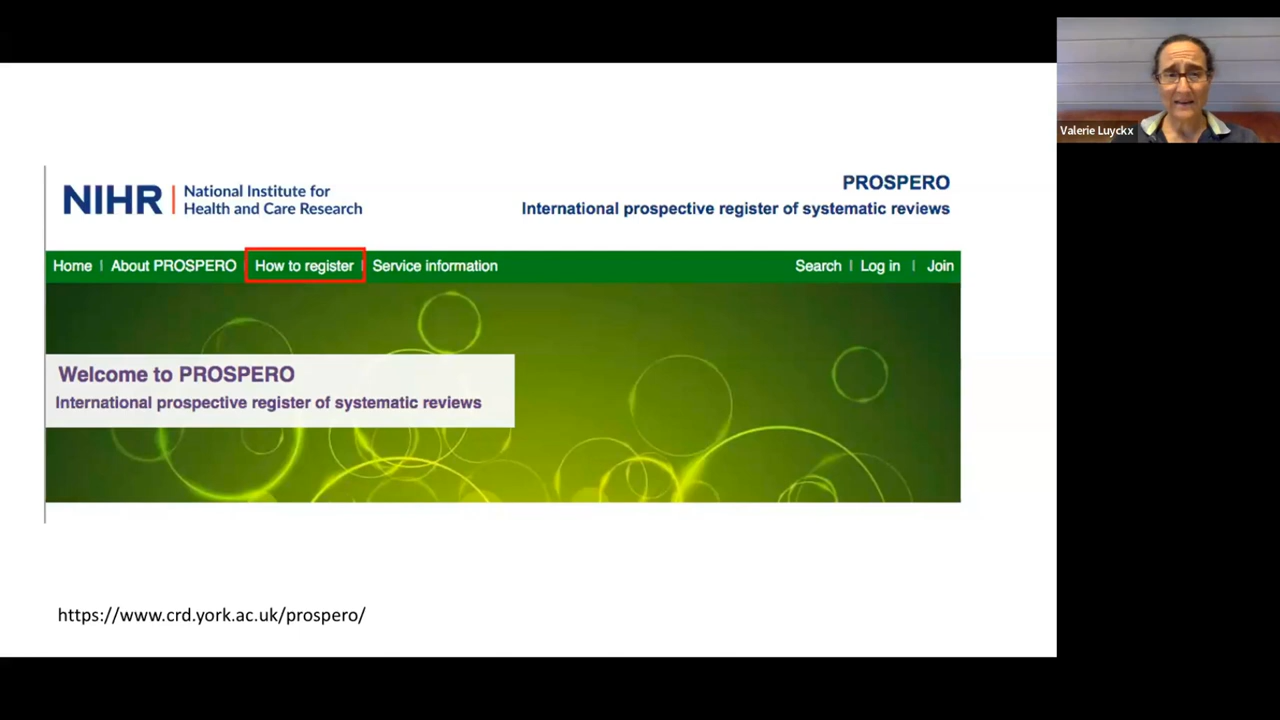 NIHR | National Institute for
Health and Care Research
PROSPERO
International prospective register of systematic reviews
Home | About PROSPERO | How to register | Service information
Search | Log in | Join
Welcome to PROSPERO
International prospective register of systematic reviews
https://www.crd.york.ac.uk/prospero/
Valerie Luyckx